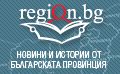 region.bg
НОВИНИ И ИСТОРИИ ОТ
БЪЛГАРСКАТА ПРОВИНЦИЯ